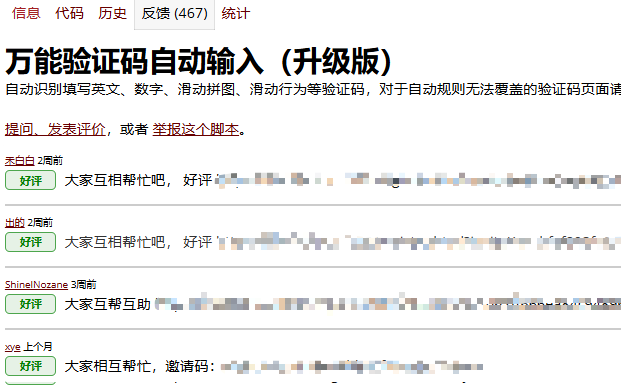 信息 代码 历史 反馈 (467) 统计
万能验证码自动输入（升级版）
自动识别填写英文、数字、滑动拼图、滑动行为等验证码，对于自动规则无法覆盖的验证码页面请
提问、发表评价，或者 举报这个脚本。
未白白 2周前
好评 大家互相帮忙吧， 好评
出的 2周前
好评 大家互相帮忙吧， 好评
ShinelNozane 3周前
好评 大家互帮互助
xye 上个月
好评 大家相互帮忙，邀请码：